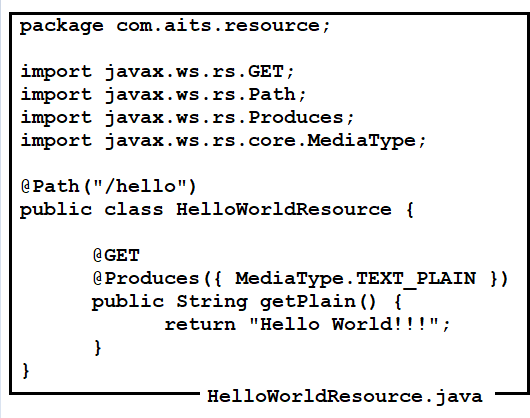 package com.aits.resource;
import javax.ws.rs.GET;
import javax.ws.rs.Path;
import javax.ws.rs.Produces;
import javax.ws.rs.core.MediaType;
@Path("/hello")
public class HelloWorldResource {
@GET
@Produces({ MediaType.TEXT_PLAIN })
public String getPlain() {
return "Hello World!!!";
}
}
HelloWorldResource.java